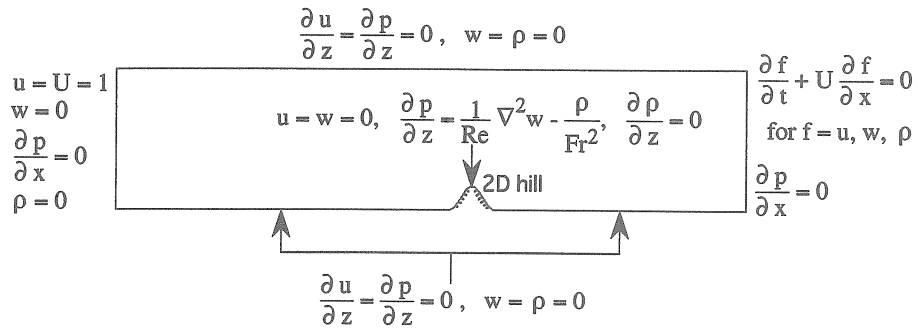 ∂u/∂z = ∂p/∂z = 0 , w = ρ = 0
u = U = 1
w = 0
∂p/∂x = 0
ρ = 0
u = w = 0, ∂p/∂z = 1/Re ∇²w - ρ/Fr², ∂ρ/∂z = 0
2D hill
∂f/∂t + U ∂f/∂x = 0
for f = u, w, ρ
∂p/∂x = 0
∂u/∂z = ∂p/∂z = 0 , w = ρ = 0